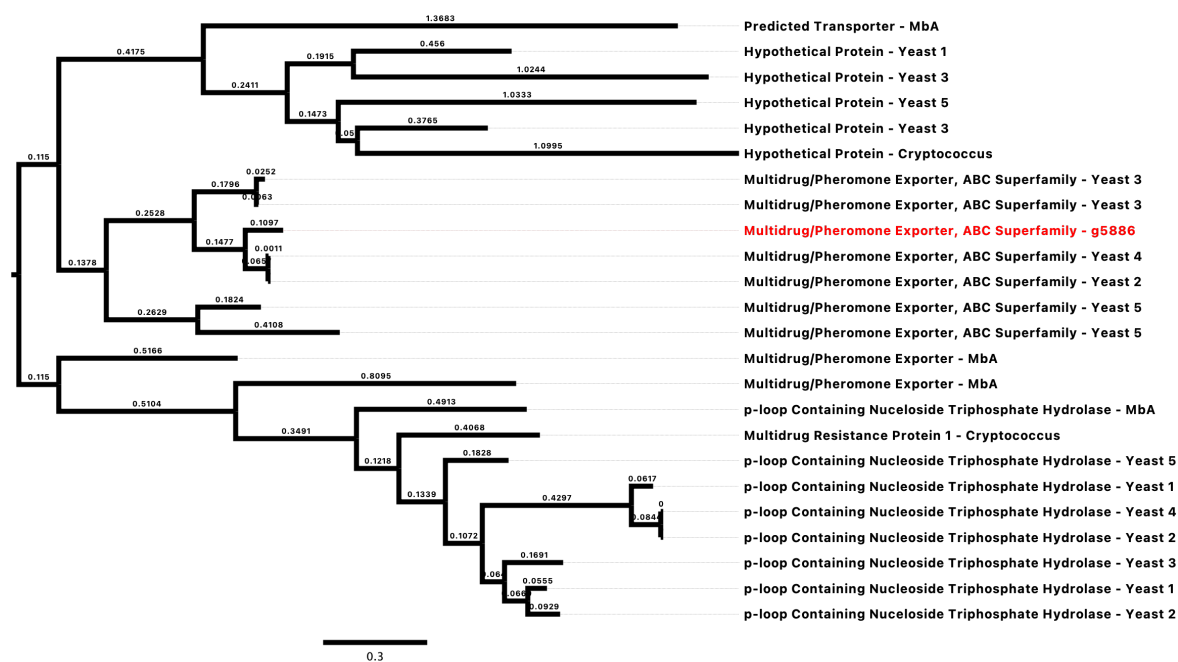 1.3683
Predicted Transporter - MbA
0.4175
0.456
Hypothetical Protein - Yeast 1
0.1915
1.0244
Hypothetical Protein - Yeast 3
0.2411
1.0333
Hypothetical Protein - Yeast 5
0.1473
0.3765
Hypothetical Protein - Yeast 3
1.0995
Hypothetical Protein - Cryptococcus
0.115
0.0252
Multidrug/Pheromone Exporter, ABC Superfamily - Yeast 3
0.1796
Multidrug/Pheromone Exporter, ABC Superfamily - Yeast 3
0.2528
0.1097
Multidrug/Pheromone Exporter, ABC Superfamily - g5886
0.1477
0.0011
Multidrug/Pheromone Exporter, ABC Superfamily - Yeast 4
0.1378
Multidrug/Pheromone Exporter, ABC Superfamily - Yeast 2
0.1824
Multidrug/Pheromone Exporter, ABC Superfamily - Yeast 5
0.2629
0.4108
Multidrug/Pheromone Exporter, ABC Superfamily - Yeast 5
0.5166
Multidrug/Pheromone Exporter - MbA
0.115
0.8095
Multidrug/Pheromone Exporter - MbA
0.5104
0.4913
p-loop Containing Nuceloside Triphosphate Hydrolase - MbA
0.3491
0.4068
Multidrug Resistance Protein 1 - Cryptococcus
0.1218
0.1828
p-loop Containing Nucleoside Triphosphate Hydrolase - Yeast 5
0.1339
0.0617
p-loop Containing Nucleoside Triphosphate Hydrolase - Yeast 1
0.4297
0
p-loop Containing Nucleoside Triphosphate Hydrolase - Yeast 4
0.1072
p-loop Containing Nucleoside Triphosphate Hydrolase - Yeast 2
0.1691
p-loop Containing Nucleoside Triphosphate Hydrolase - Yeast 3
0.0555
p-loop Containing Nuceloside Triphosphate Hydrolase - Yeast 1
0.0929
p-loop Containing Nuceloside Triphosphate Hydrolase - Yeast 2
0.3